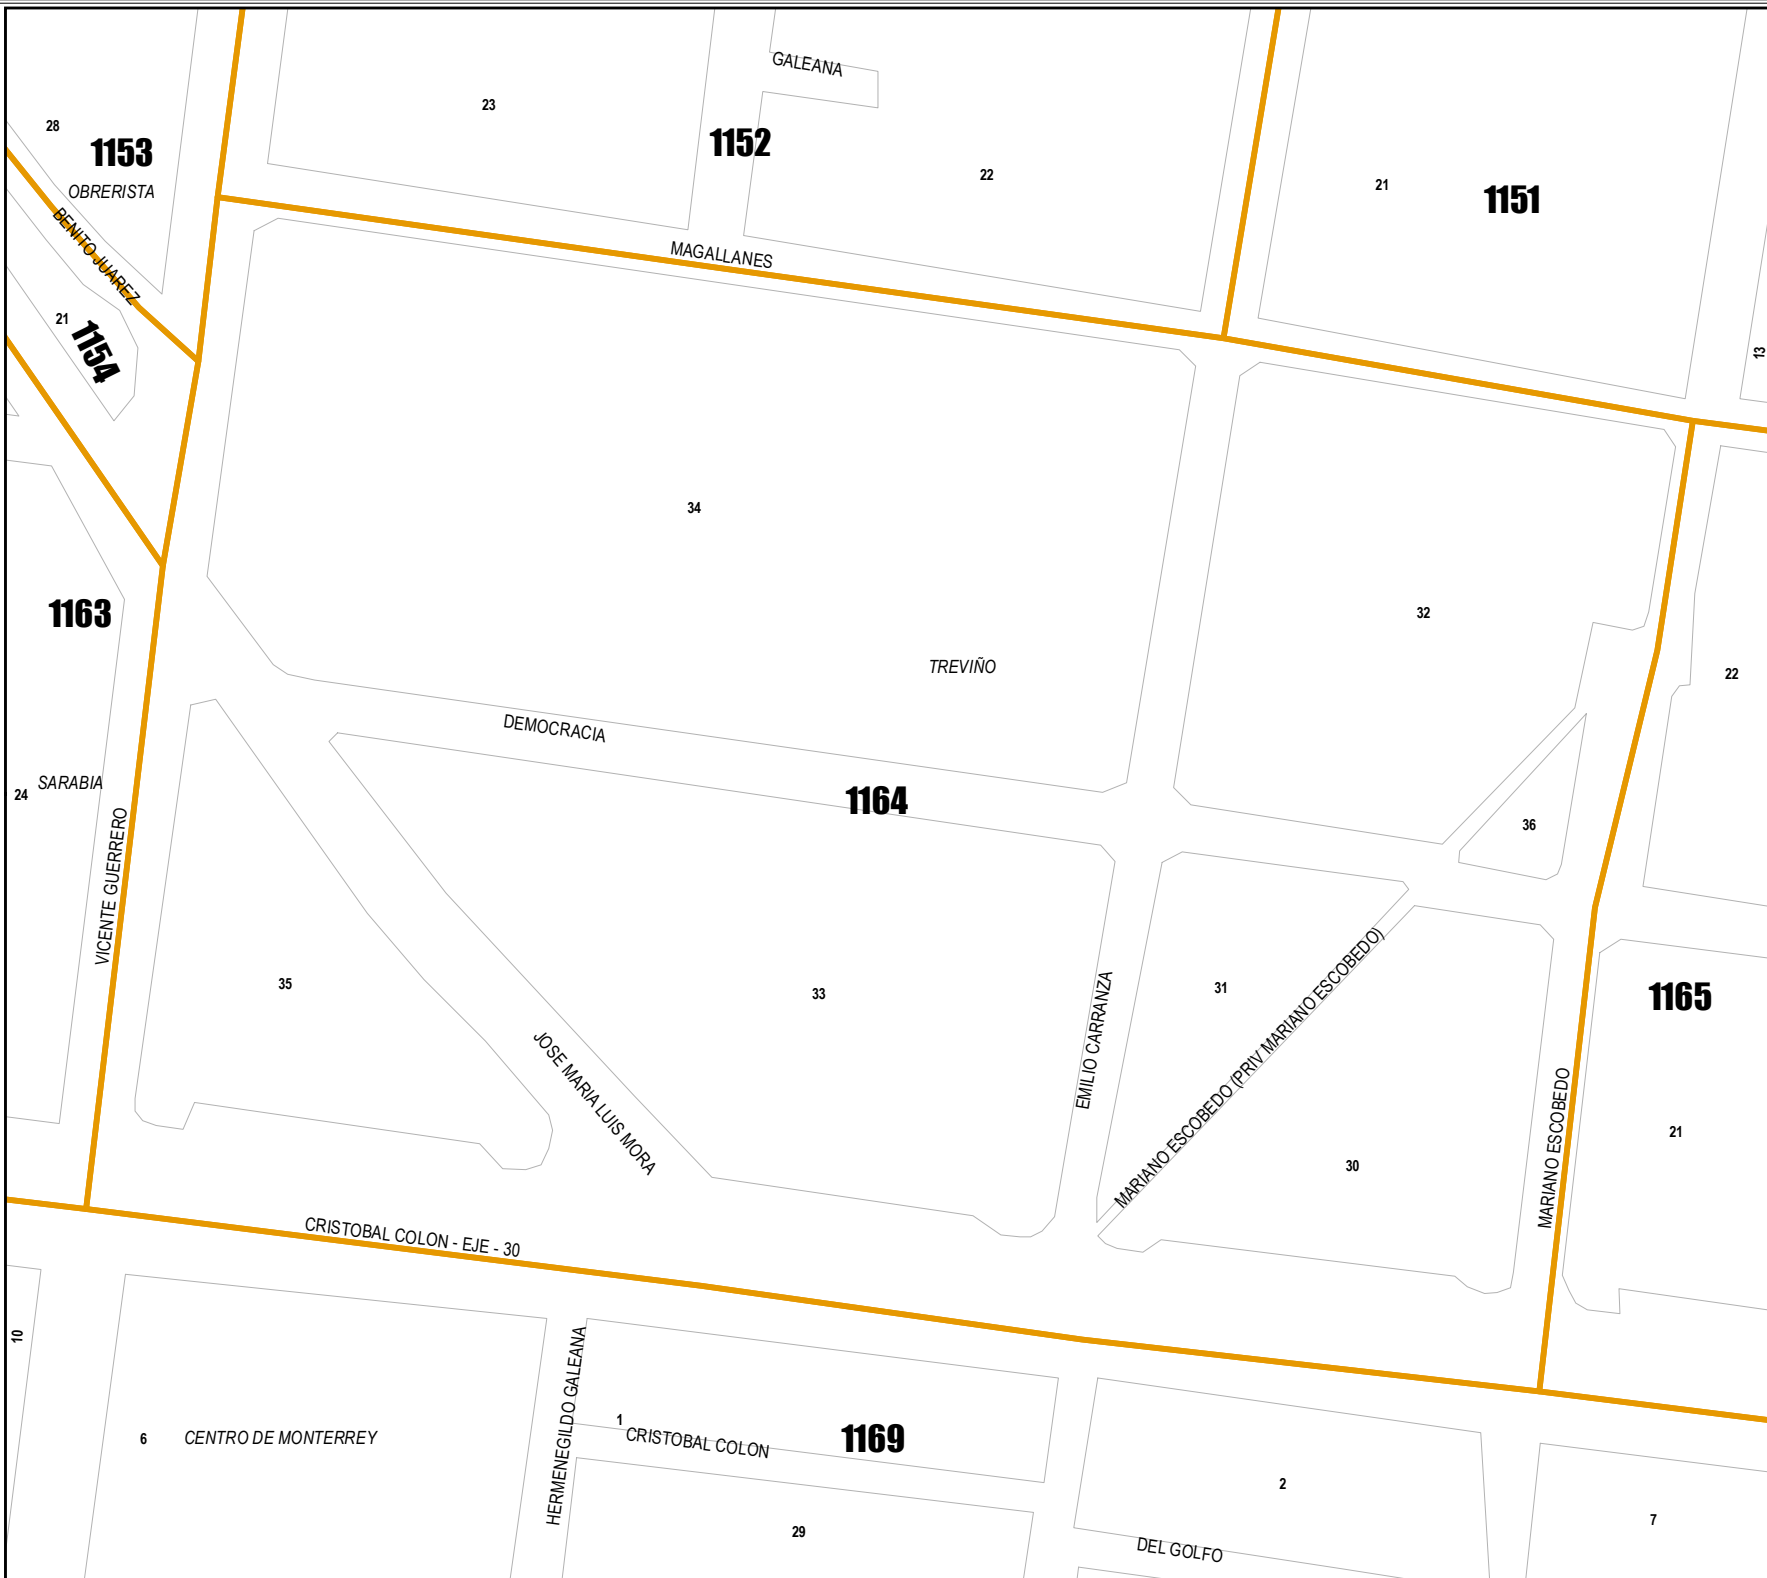 GALEANA
23
28
1153
1152
22
21
1151
OBRERISTA
BENITO JUAREZ
MAGALLANES
21
1154
13
34
1163
32
TREVIÑO
22
DEMOCRACIA
24
SARABIA
1164
36
VICENTE GUERRERO
35
33
31
1165
EMILIO CARRANZA
MARIANO ESCOBEDO (PRIV MARIANO ESCOBEDO)
JOSE MARIA LUIS MORA
MARIANO ESCOBEDO
21
30
CRISTOBAL COLON - EJE - 30
10
HERMENEGILDO GALEANA
6
CENTRO DE MONTERREY
1
CRISTOBAL COLON
1169
2
7
29
DEL GOLFO